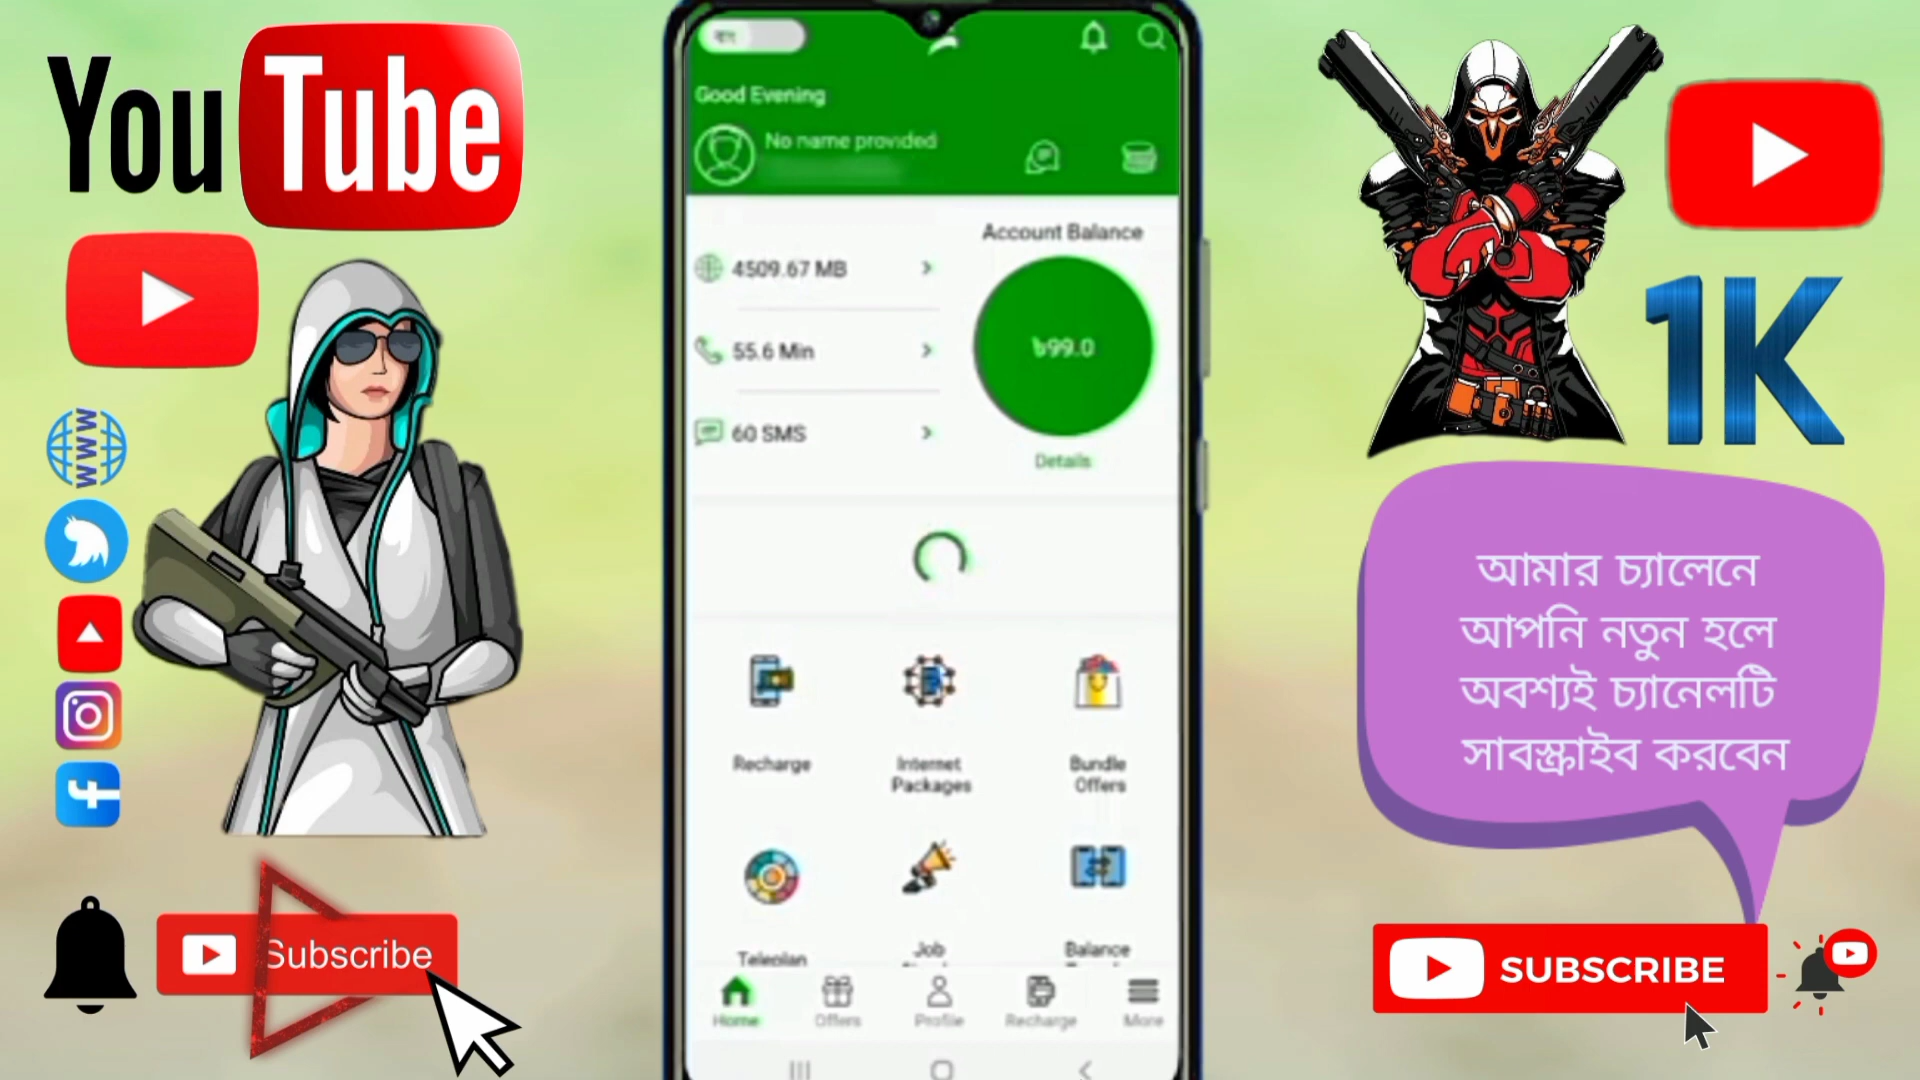 YouTube
বাং
Good Evening
No name provided
4509.67 MB
55.6 Min
60 SMS
Account Balance
৳99.0
Details
Recharge
Internet
Packages
Bundle
Offers
Teleplan
Job
Balance
Home
Offers
Profile
Recharge
More
WWW
Subscribe
1K
আমার চ্যালেনে
আপনি নতুন হলে
অবশ্যই চ্যানেলটি
সাবস্ক্রাইব করবেন
SUBSCRIBE